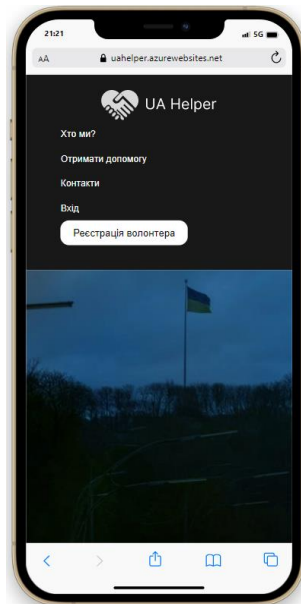 21:21
5G
AA uahelper.azurewebsites.net
UA Helper
Хто ми?
Отримати допомогу
Контакти
Вхід
Реєстрація волонтера